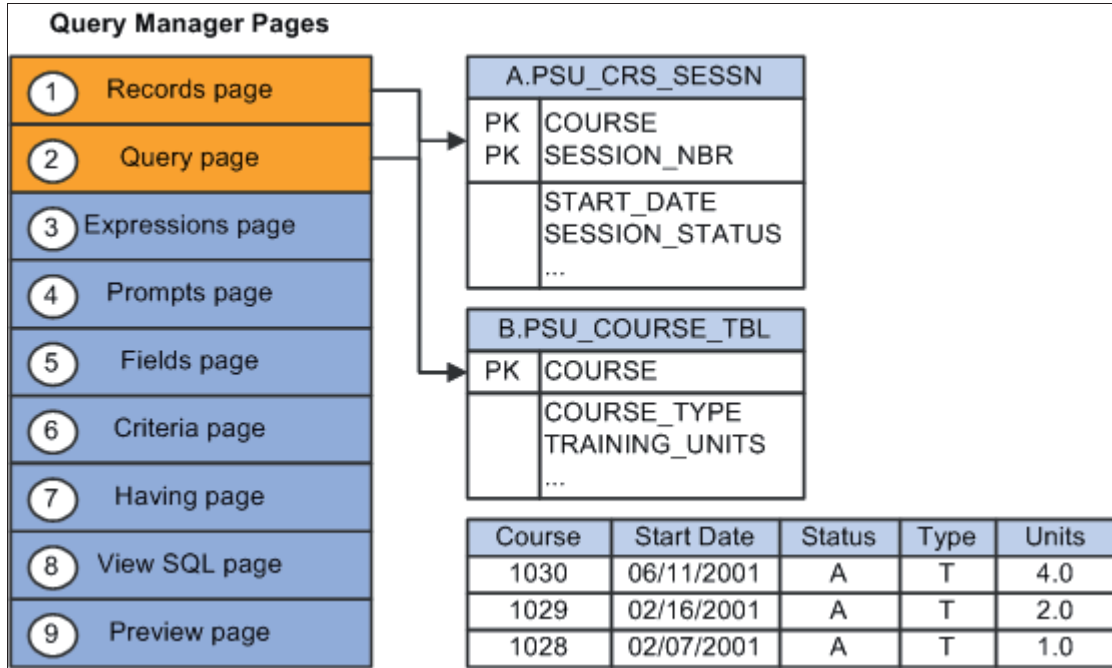 Query Manager Pages
1 Records page
2 Query page
3 Expressions page
4 Prompts page
5 Fields page
6 Criteria page
7 Having page
8 View SQL page
9 Preview page
A.PSU_CRS_SESSN
PK COURSE
PK SESSION_NBR
START_DATE
SESSION_STATUS
...
B.PSU_COURSE_TBL
PK COURSE
COURSE_TYPE
TRAINING_UNITS
...
Course Start Date Status Type Units
1030 06/11/2001 A T 4.0
1029 02/16/2001 A T 2.0
1028 02/07/2001 A T 1.0